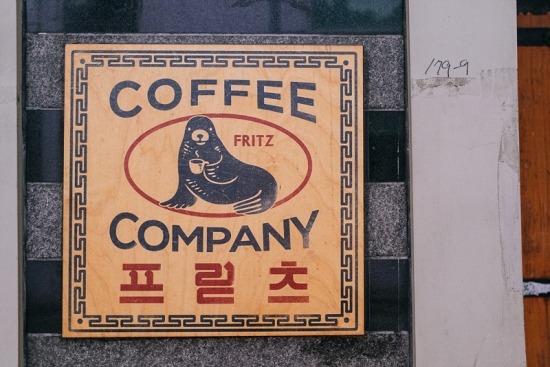 COFFEE
FRITZ
COMPANY
프릳츠
179-9